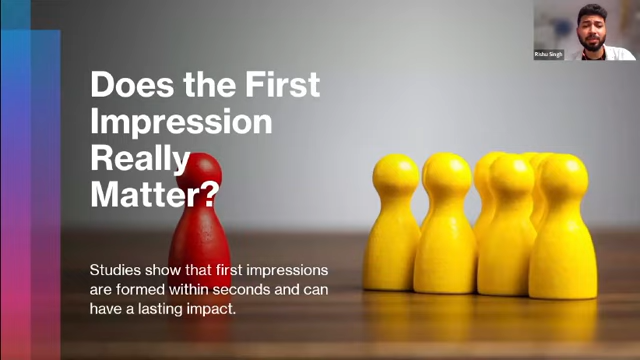 Does the First
Impression
Really
Matter?
Studies show that first impressions
are formed within seconds and can
have a lasting impact.
Rishu Singh